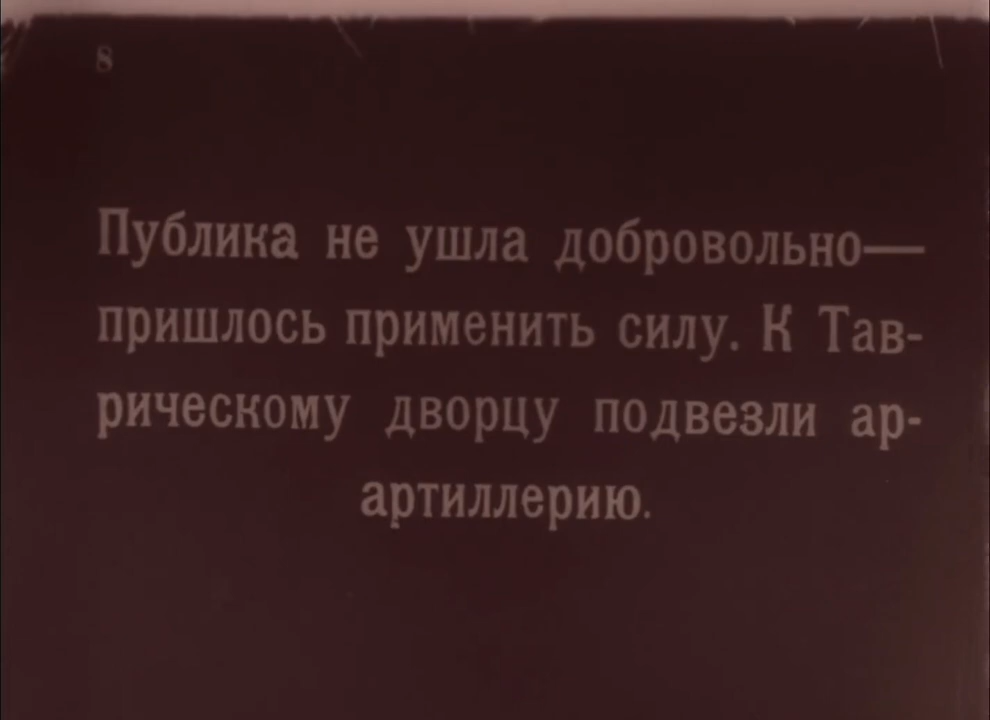 8
Публика не ушла добровольно—
пришлось применить силу. К Тав-
рическому дворцу подвезли ар-
артиллерию.